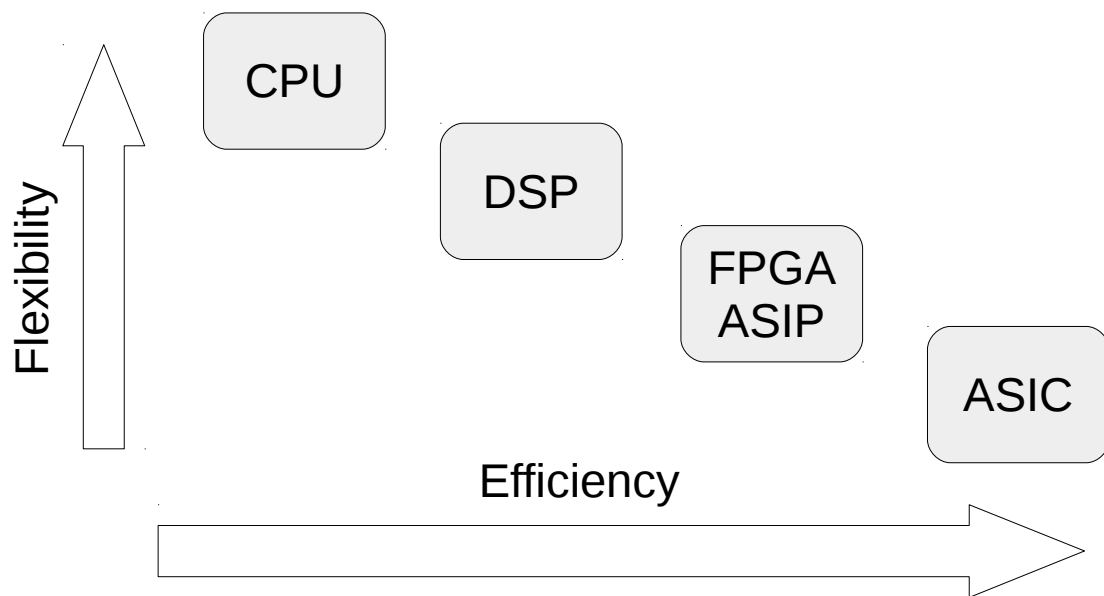 CPU
DSP
FPGA
ASIP
ASIC
Flexibility
Efficiency